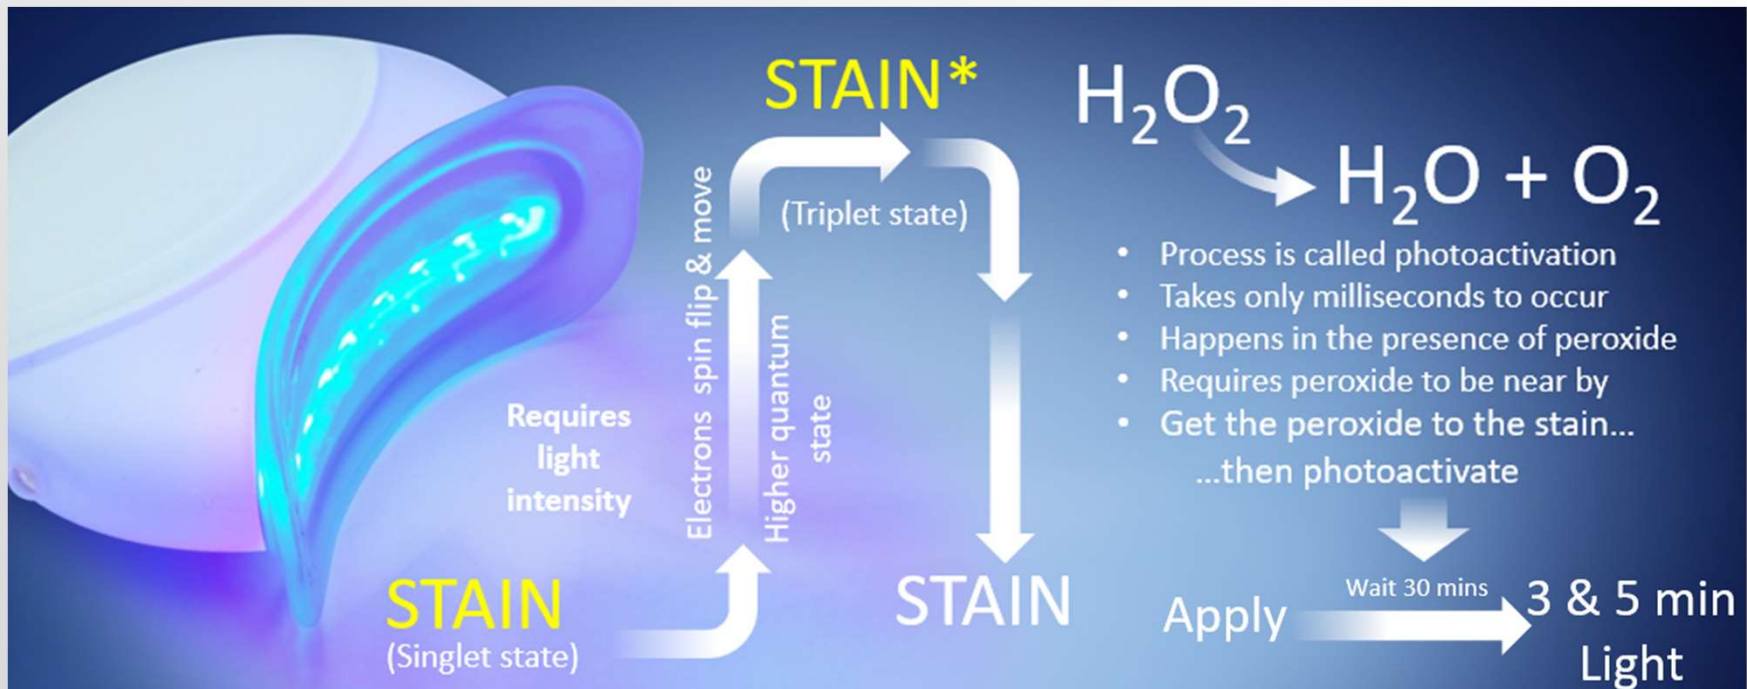 STAIN*
(Triplet state)
Electrons spin flip & move
Higher quantum
state
Requires
light
intensity
STAIN
(Singlet state)
STAIN
H₂O₂
H₂O + O₂
• Process is called photoactivation
• Takes only milliseconds to occur
• Happens in the presence of peroxide
• Requires peroxide to be near by
• Get the peroxide to the stain...
...then photoactivate
Apply
Wait 30 mins
3 & 5 min
Light